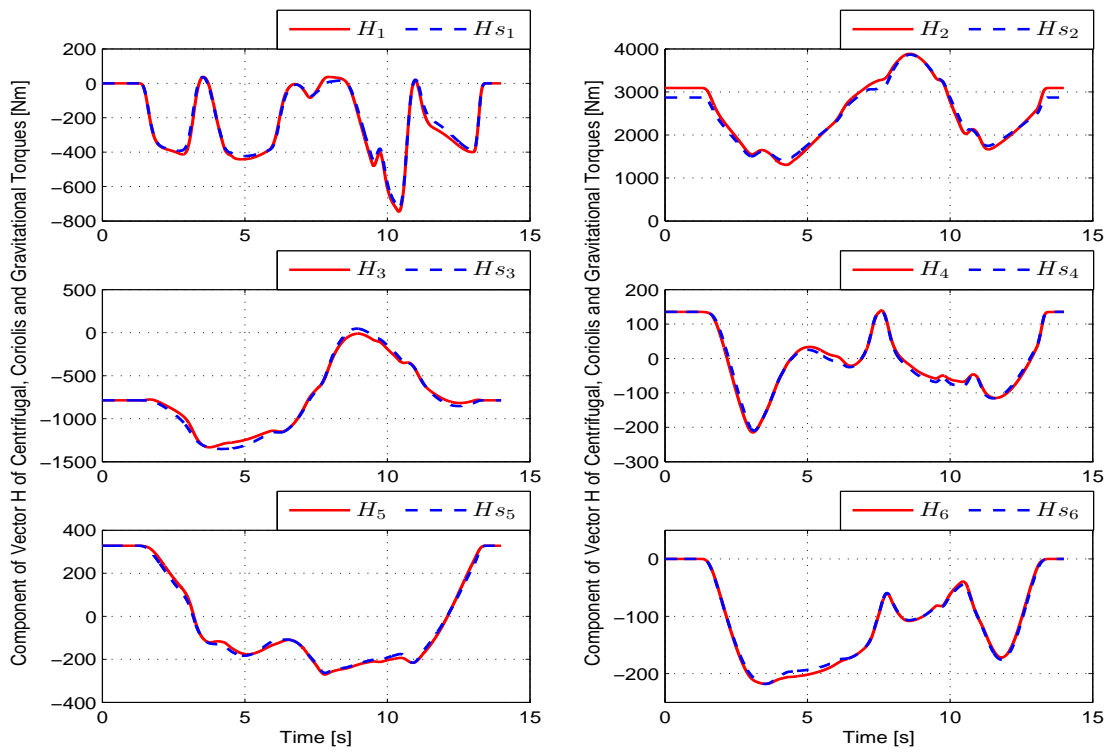 H1 Hs1
H2 Hs2
200
0
−200
−400
−600
−800
0 5 10 15
4000
3000
2000
1000
0
0 5 10 15
H3 Hs3
H4 Hs4
500
0
−500
−1000
−1500
0 5 10 15
200
100
0
−100
−200
−300
0 5 10 15
H5 Hs5
H6 Hs6
400
200
0
−200
−400
0 5 10 15
0
−100
−200
0 5 10 15
Time [s]
Time [s]
Component of Vector H of Centrifugal, Coriolis and Gravitational Torques [Nm]
Component of Vector H of Centrifugal, Coriolis and Gravitational Torques [Nm]